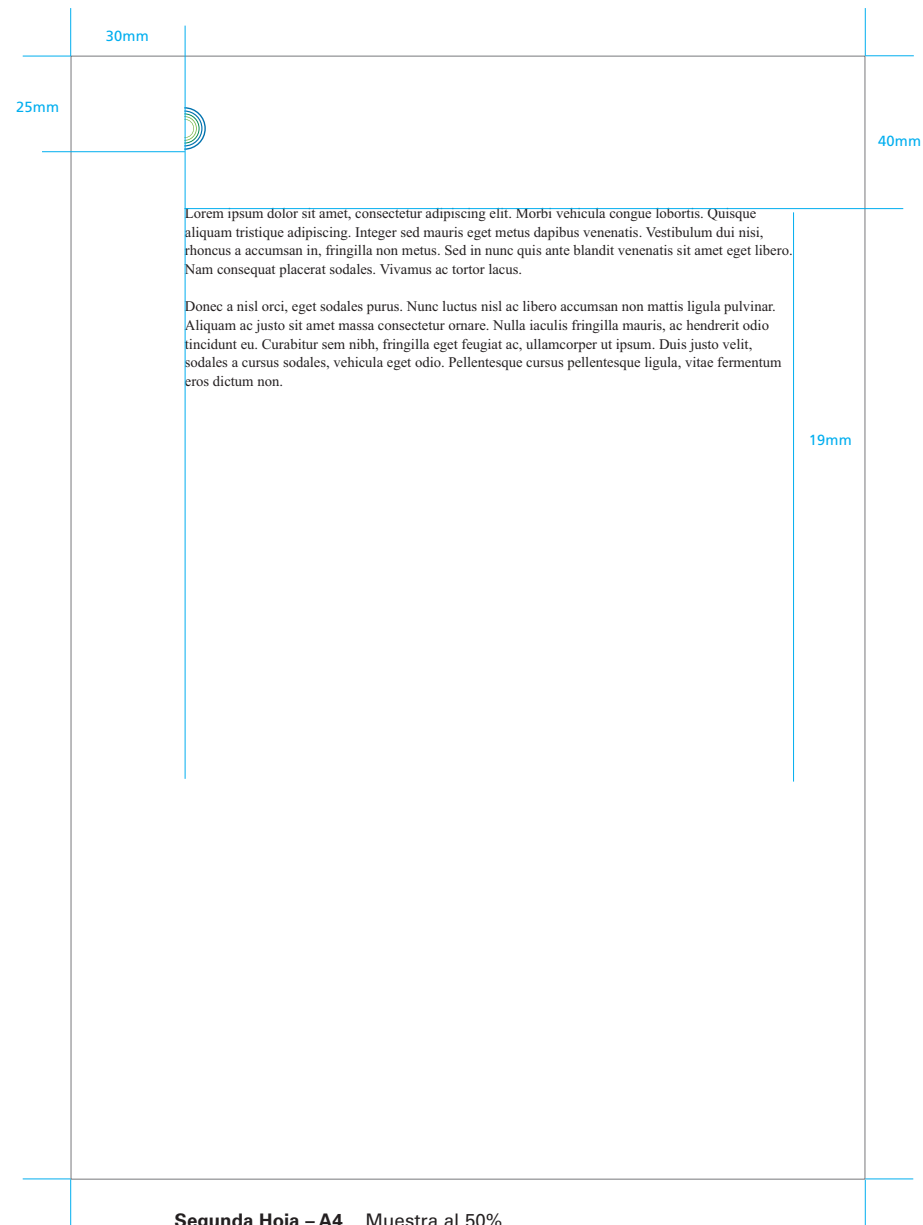 30mm
25mm
40mm
Lorem ipsum dolor sit amet, consectetur adipiscing elit. Morbi vehicula congue lobortis. Quisque
aliquam tristique adipiscing. Integer sed mauris eget metus dapibus venenatis. Vestibulum dui nisi,
rhoncus a accumsan in, fringilla non metus. Sed in nunc quis ante blandit venenatis sit amet eget libero.
Nam consequat placerat sodales. Vivamus ac tortor lacus.
Donec a nisl orci, eget sodales purus. Nunc luctus nisl ac libero accumsan non mattis ligula pulvinar.
Aliquam ac justo sit amet massa consectetur ornare. Nulla iaculis fringilla mauris, ac hendrerit odio
tincidunt eu. Curabitur sem nibh, fringilla eget feugiat ac, ullamcorper ut ipsum. Duis justo velit,
sodales a cursus sodales, vehicula eget odio. Pellentesque cursus pellentesque ligula, vitae fermentum
eros dictum non.
19mm
Segunda Hoja – A4 Muestra al 50%